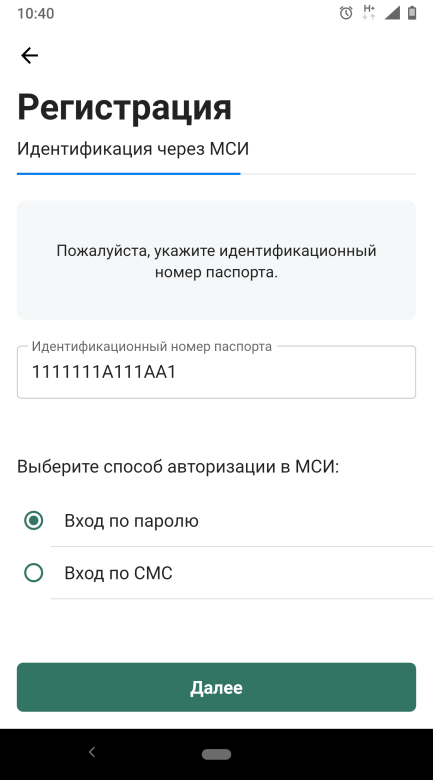 10:40
H+
Регистрация
Идентификация через МСИ
Пожалуйста, укажите идентификационный
номер паспорта.
Идентификационный номер паспорта
1111111A111AA1
Выберите способ авторизации в МСИ:
Вход по паролю
Вход по СМС
Далее